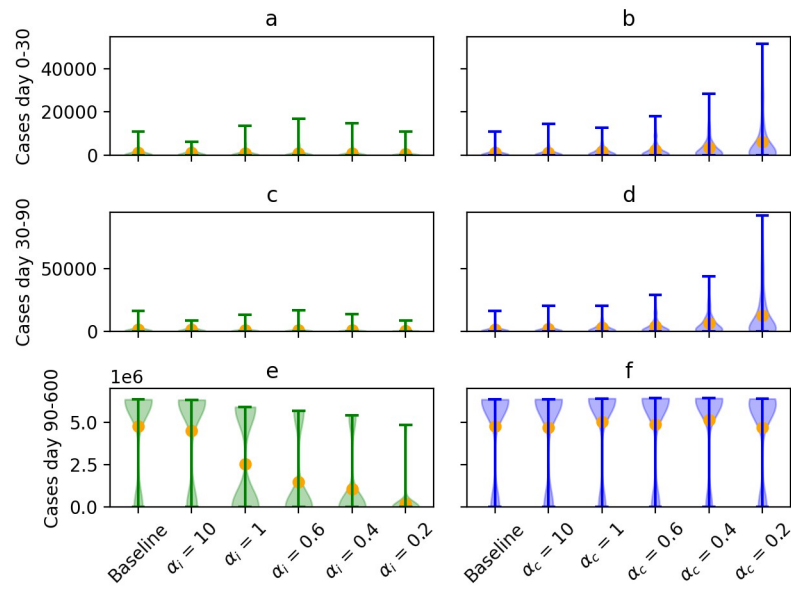 a
b
Cases day 0-30
40000
20000
0
c
d
Cases day 30-90
50000
0
e
f
Cases day 90-600
1e6
5.0
2.5
0.0
Baseline
αi = 10
αi = 1
αi = 0.6
αi = 0.4
αi = 0.2
Baseline
αc = 10
αc = 1
αc = 0.6
αc = 0.4
αc = 0.2